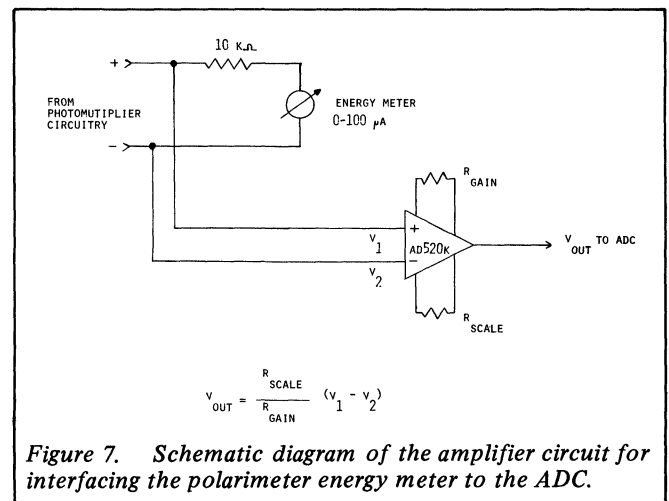 10 KΩ
+
FROM
PHOTOMUTIPLIER
CIRCUITRY
ENERGY METER
0-100 µA
-
R
GAIN
+
V
1
AD520K
V
OUT TO ADC
-
V
2
R
SCALE
V
OUT = R
SCALE
R
GAIN
(V
1 - V
2)
Figure 7. Schematic diagram of the amplifier circuit for
interfacing the polarimeter energy meter to the ADC.